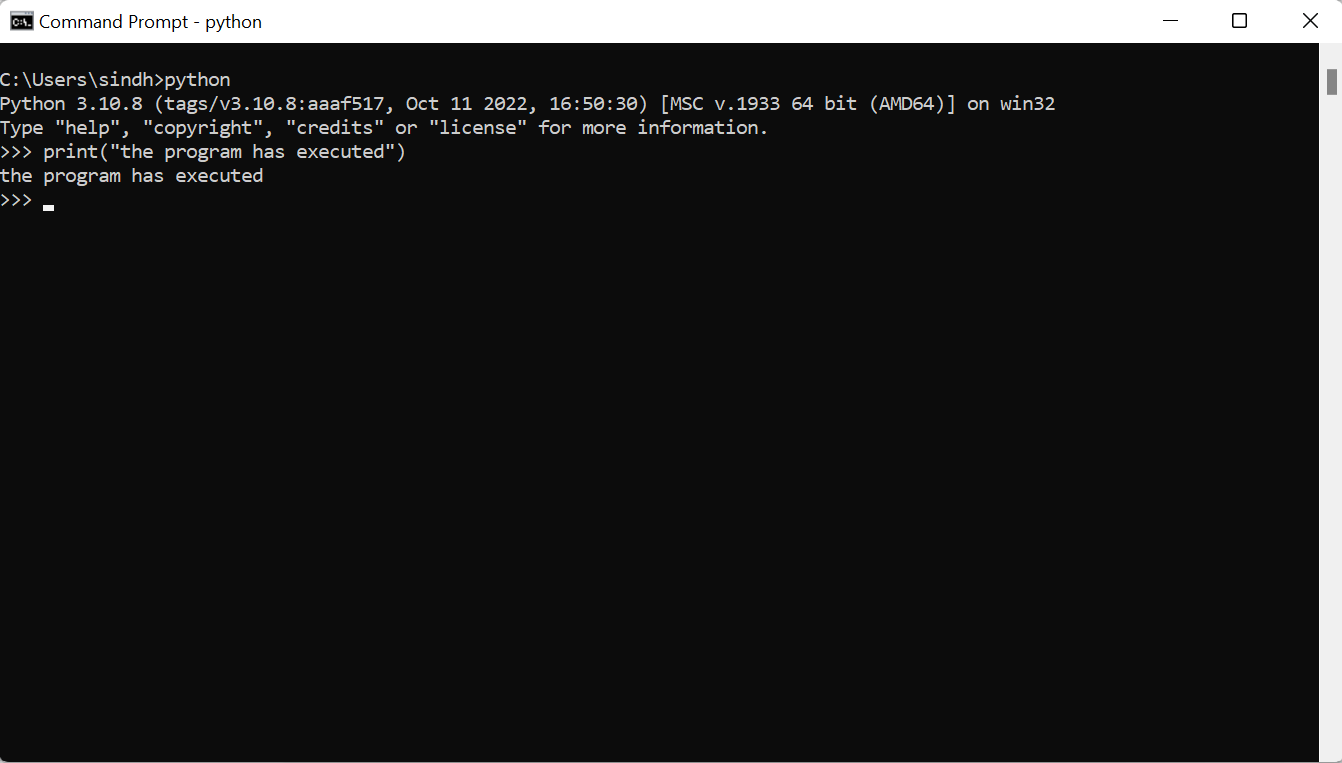 Command Prompt - python
C:\Users\sindh>python
Python 3.10.8 (tags/v3.10.8:aaaf517, Oct 11 2022, 16:50:30) [MSC v.1933 64 bit (AMD64)] on win32
Type "help", "copyright", "credits" or "license" for more information.
>>> print("the program has executed")
the program has executed
>>>